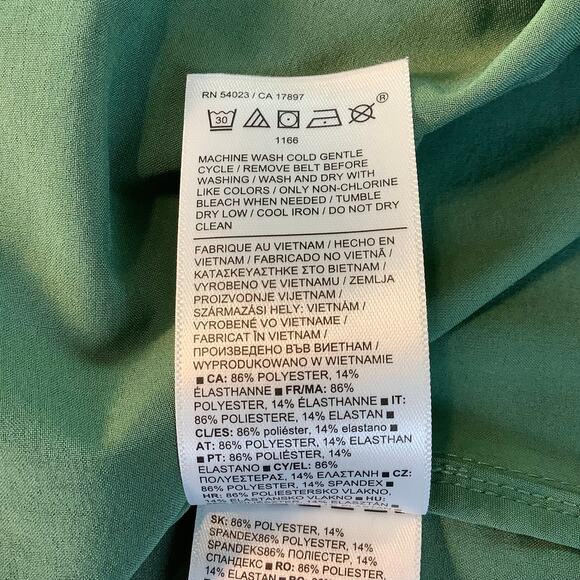 RN 54023 / CA 17897
30
®
1166
MACHINE WASH COLD GENTLE
CYCLE / REMOVE BELT BEFORE
WASHING / WASH AND DRY WITH
LIKE COLORS / ONLY NON-CHLORINE
BLEACH WHEN NEEDED / TUMBLE
DRY LOW / COOL IRON / DO NOT DRY
CLEAN
FABRIQUE AU VIETNAM / HECHO EN
VIETNAM / FABRICADO NO VIETNÃ /
ΚΑΤΑΣΚΕΥΑΣΤΗΚΕ ΣΤΟ ΒΙΕΤΝΑΜ /
VYROBENO VE VIETNAMU / ZEMLJA
PROIZVODNJE VIJETNAM /
SZÁRMAZÁSI HELY: VIETNÁM /
VYROBENÉ VO VIETNAME /
FABRICAT ÎN VIETNAM /
ПРОИЗВЕДЕНО ВЪВ ВИЕТНАМ /
WYPRODUKOWANO W WIETNAMIE
■ CA: 86% POLYESTER, 14%
ÉLASTHANNE ■ FR/MA: 86%
POLYESTER, 14% ÉLASTHANNE ■ IT:
86% POLIESTERE, 14% ELASTAN ■
CL/ES: 86% poliéster, 14% elastano ■
AT: 86% POLYESTER, 14% ELASTHAN
■ PT: 86% POLIÉSTER, 14%
ELASTANO ■ CY/EL: 86%
ΠΟΛΥΕΣΤΕΡΑΣ, 14% ΕΛΑΣΤΑΝΗ ■ CZ:
86% POLYESTER, 14% SPANDEX ■
HR: 86% POLIESTERSKO VLAKNO,
14% ELASTANSKO VLAKNO ■ HU:
SK: 86% POLYESTER, 14%
SPANDEX86% POLYESTER, 14%
SPANDEKS86% ПОЛИЕСТЕР, 14%
СПАНДЕКС ■ RO: 86%
POLIESTER, 14%
ELASTAN